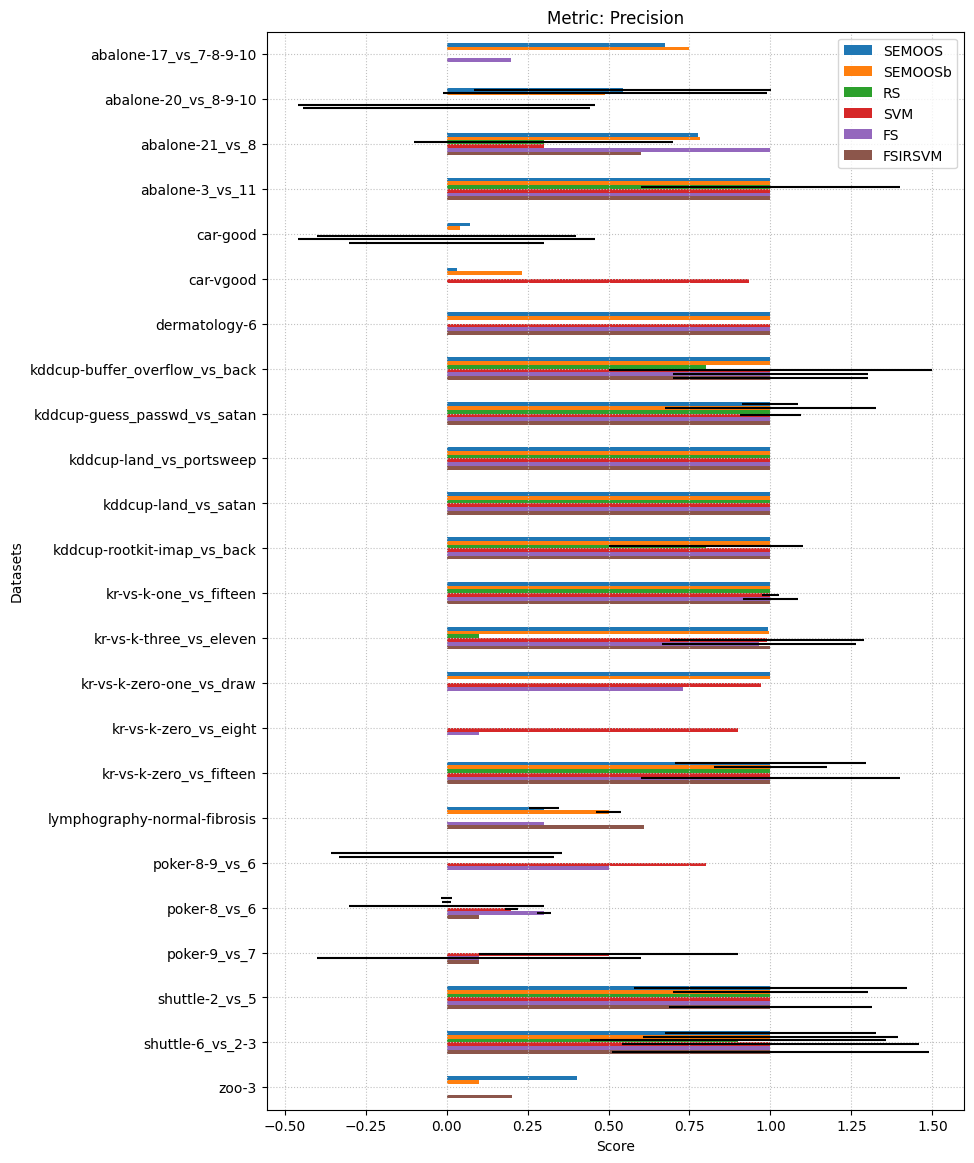 Metric: Precision
SEMOOS
SEMOOSb
RS
SVM
FS
FSIRSVM
Datasets
abalone-17_vs_7-8-9-10
abalone-20_vs_8-9-10
abalone-21_vs_8
abalone-3_vs_11
car-good
car-vgood
dermatology-6
kddcup-buffer_overflow_vs_back
kddcup-guess_passwd_vs_satan
kddcup-land_vs_portsweep
kddcup-land_vs_satan
kddcup-rootkit-imap_vs_back
kr-vs-k-one_vs_fifteen
kr-vs-k-three_vs_eleven
kr-vs-k-zero-one_vs_draw
kr-vs-k-zero_vs_eight
kr-vs-k-zero_vs_fifteen
lymphography-normal-fibrosis
poker-8-9_vs_6
poker-8_vs_6
poker-9_vs_7
shuttle-2_vs_5
shuttle-6_vs_2-3
zoo-3
−0.50 −0.25 0.00 0.25 0.50 0.75 1.00 1.25 1.50
Score